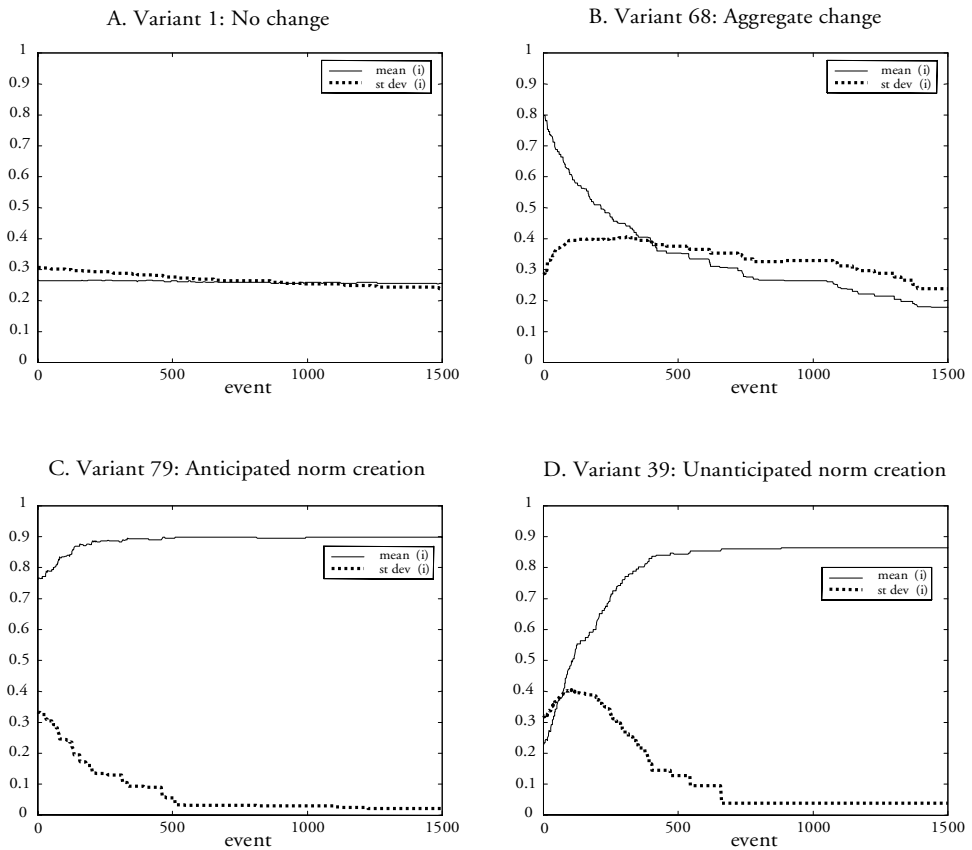 A. Variant 1: No change
1
0.9
0.8
0.7
0.6
0.5
0.4
0.3
0.2
0.1
0
mean (i)
st dev (i)
0 500 1000 1500
event
B. Variant 68: Aggregate change
1
0.9
0.8
0.7
0.6
0.5
0.4
0.3
0.2
0.1
0
mean (i)
st dev (i)
0 500 1000 1500
event
C. Variant 79: Anticipated norm creation
1
0.9
0.8
0.7
0.6
0.5
0.4
0.3
0.2
0.1
0
mean (i)
st dev (i)
0 500 1000 1500
event
D. Variant 39: Unanticipated norm creation
1
0.9
0.8
0.7
0.6
0.5
0.4
0.3
0.2
0.1
0
mean (i)
st dev (i)
0 500 1000 1500
event